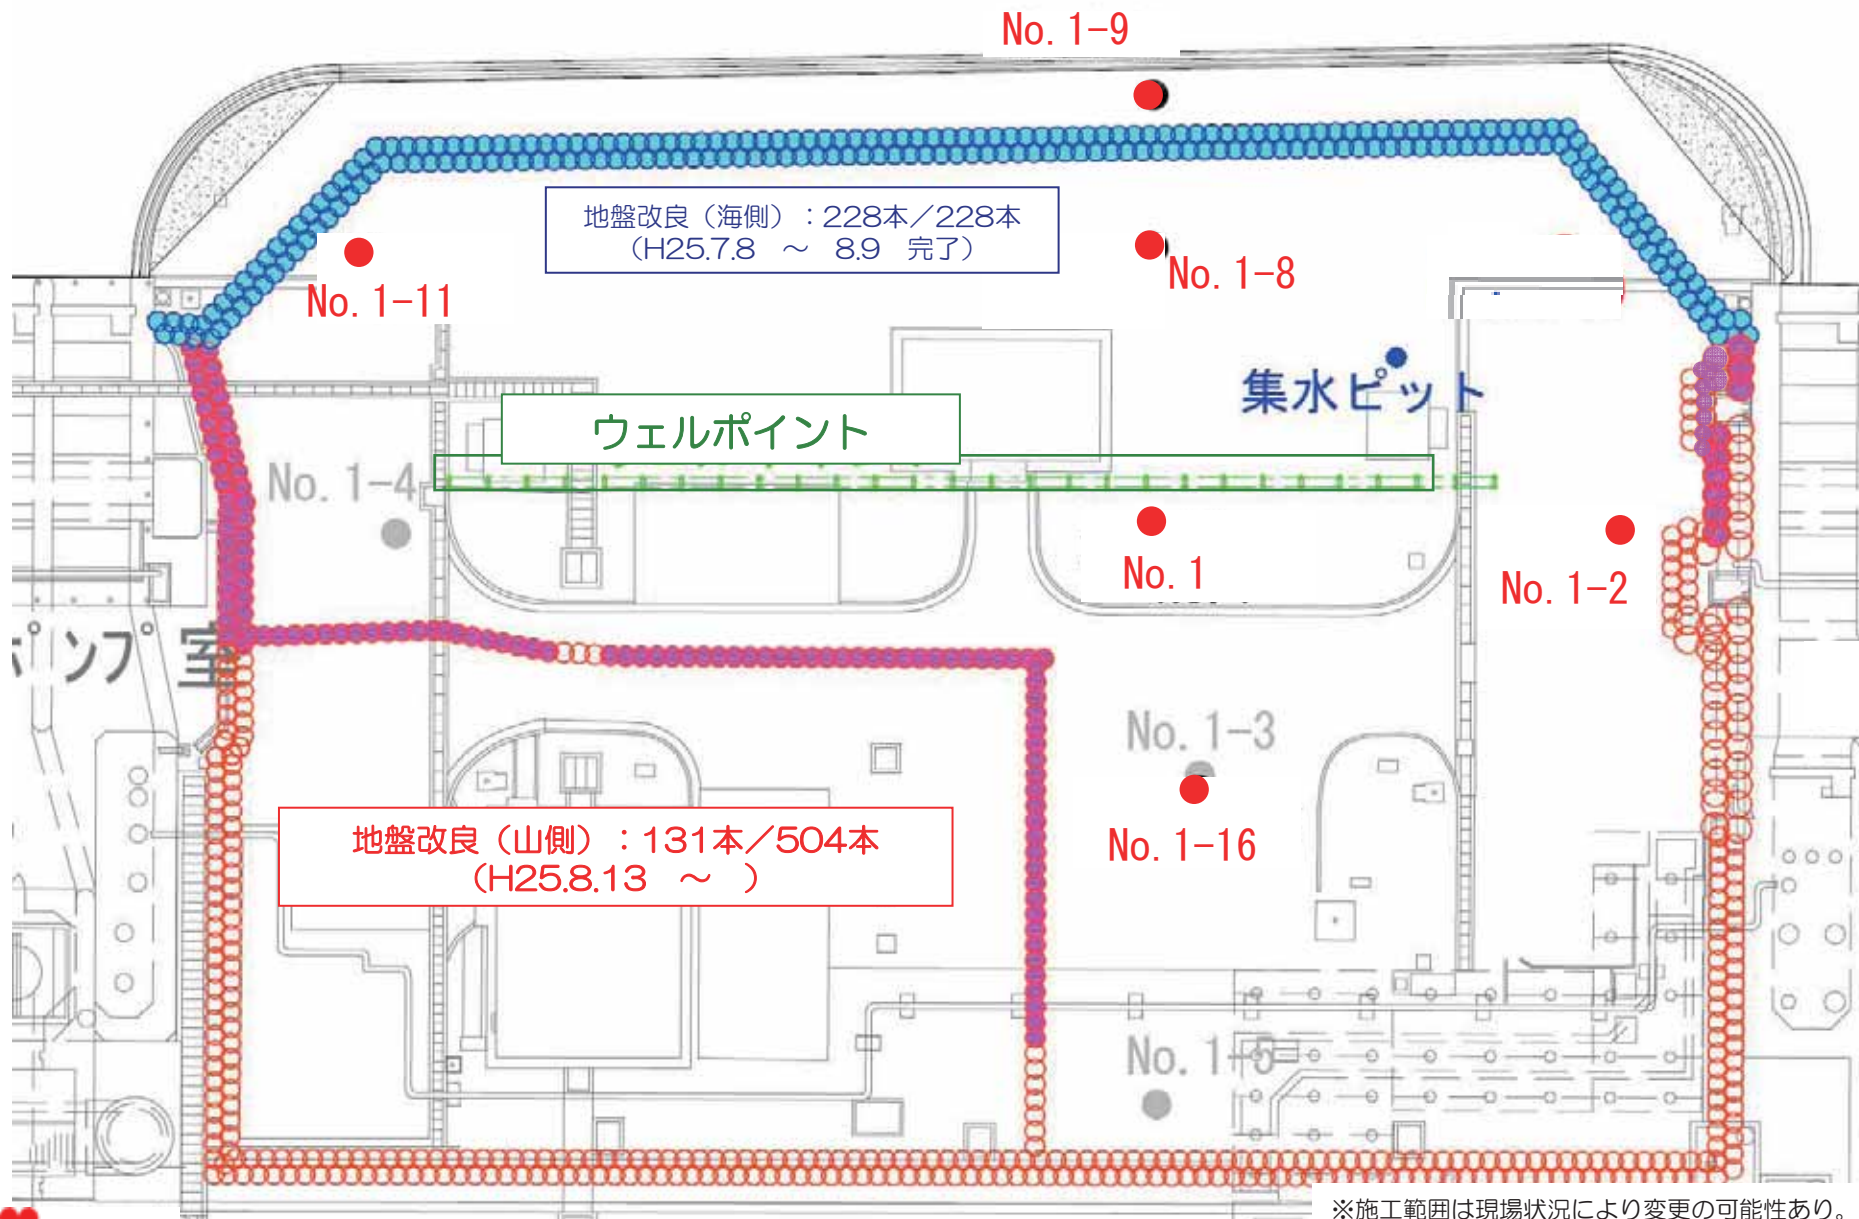 No. 1-9
地盤改良（海側）：228本／228本
（H25.7.8　～　8.9　完了）
No. 1-8
No. 1-11
集水ピット
ウェルポイント
No. 1-4
No. 1
No. 1-2
ポンプ室
No. 1-3
No. 1-16
地盤改良（山側）：131本／504本
（H25.8.13　～　）
No. 1-5
※施工範囲は現場状況により変更の可能性あり。